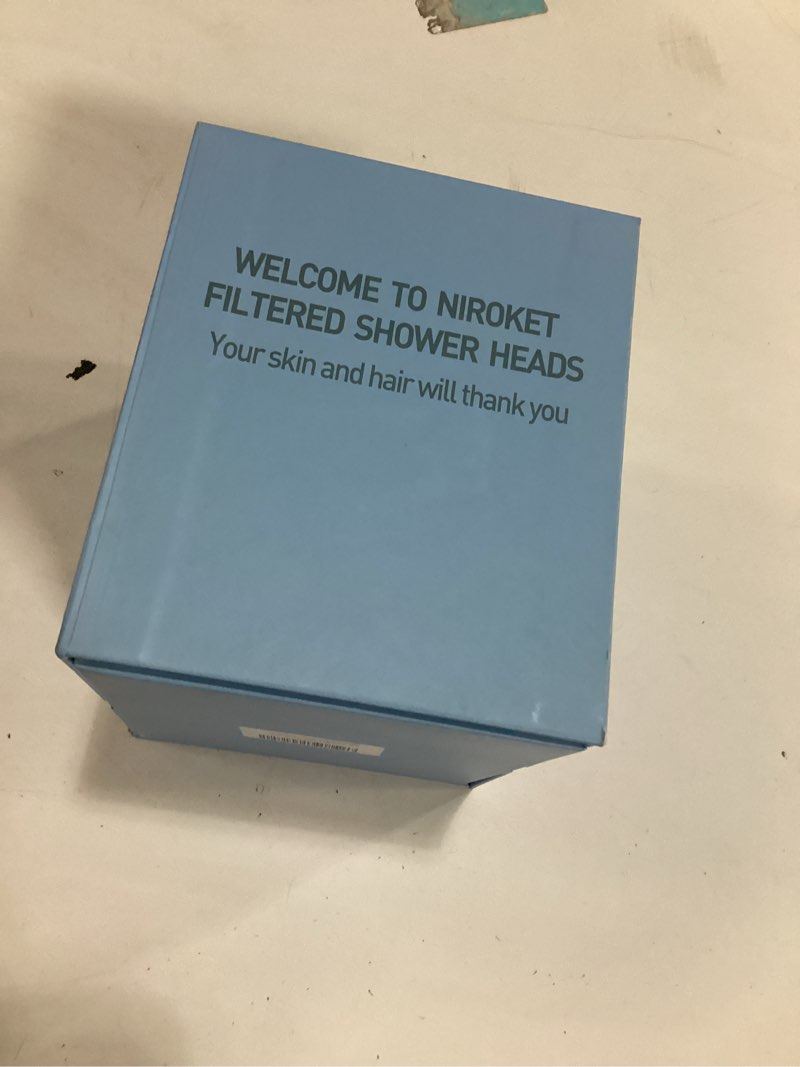 WELCOME TO NIROKET
FILTERED SHOWER HEADS
Your skin and hair will thank you